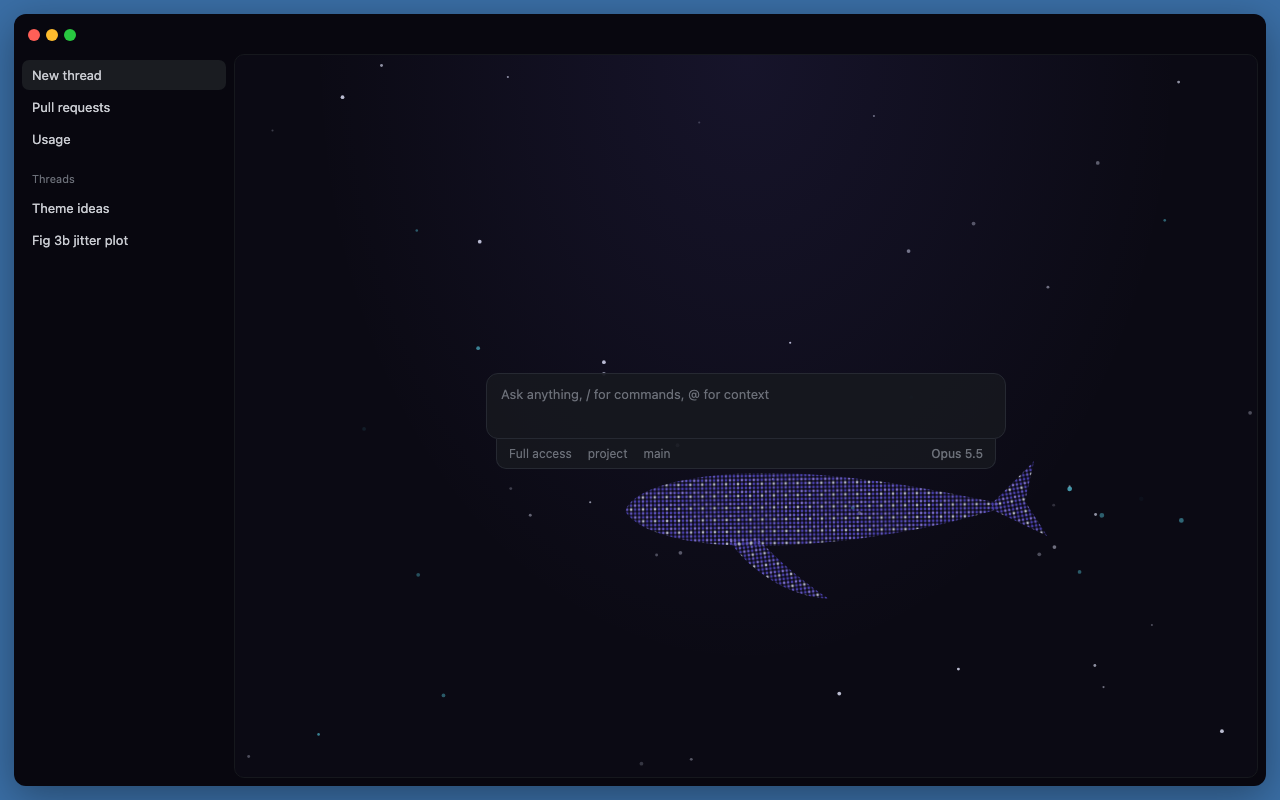 New thread
Pull requests
Usage
Threads
Theme ideas
Fig 3b jitter plot
Ask anything, / for commands, @ for context
Full access project main Opus 5.5